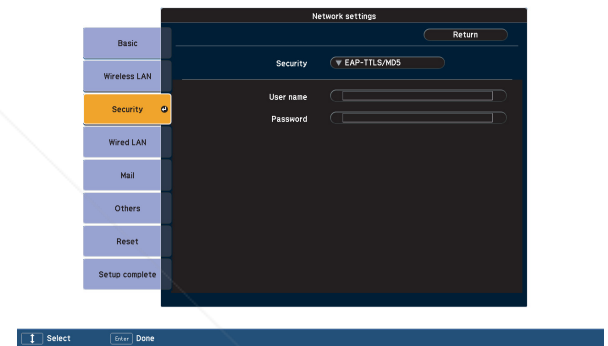 Network settings
Return
Basic
Security ▼ EAP-TTLS/MD5
Wireless LAN
User name
Security
Password
Wired LAN
Mail
Others
Reset
Setup complete
Select Enter Done